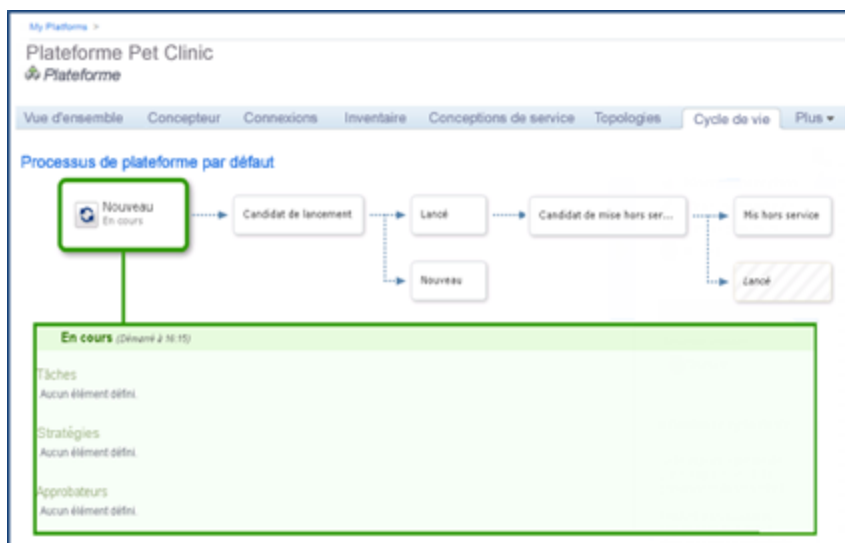 My Platforms >
Plateforme Pet Clinic
Plateforme
Vue d'ensemble Concepteur Connexions Inventaire Conceptions de service Topologies Cycle de vie Plus
Processus de plateforme par défaut
Nouveau
En cours
Candidat de lancement
Lancé
Candidat de mise hors ser...
Mis hors service
Nouveau
Lancé
En cours (Démarré à 16:15)
Tâches
Aucun élément défini.
Stratégies
Aucun élément défini.
Approbateurs
Aucun élément défini.